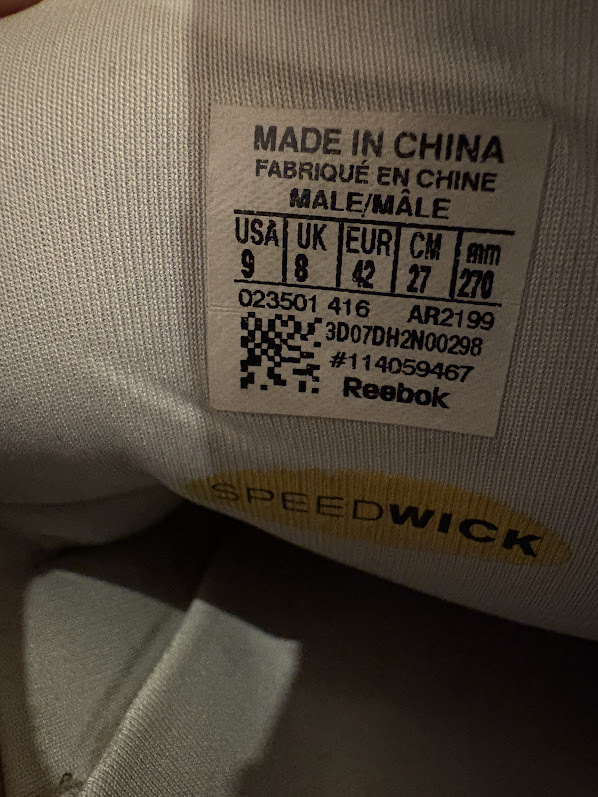 MADE IN CHINA
FABRIQUÉ EN CHINE
MALE/MÂLE
USA UK EUR CM mm
9 8 42 27 270
023501 416 AR2199
3D07DH2N00298
#114059467
Reebok
SPEEDWICK